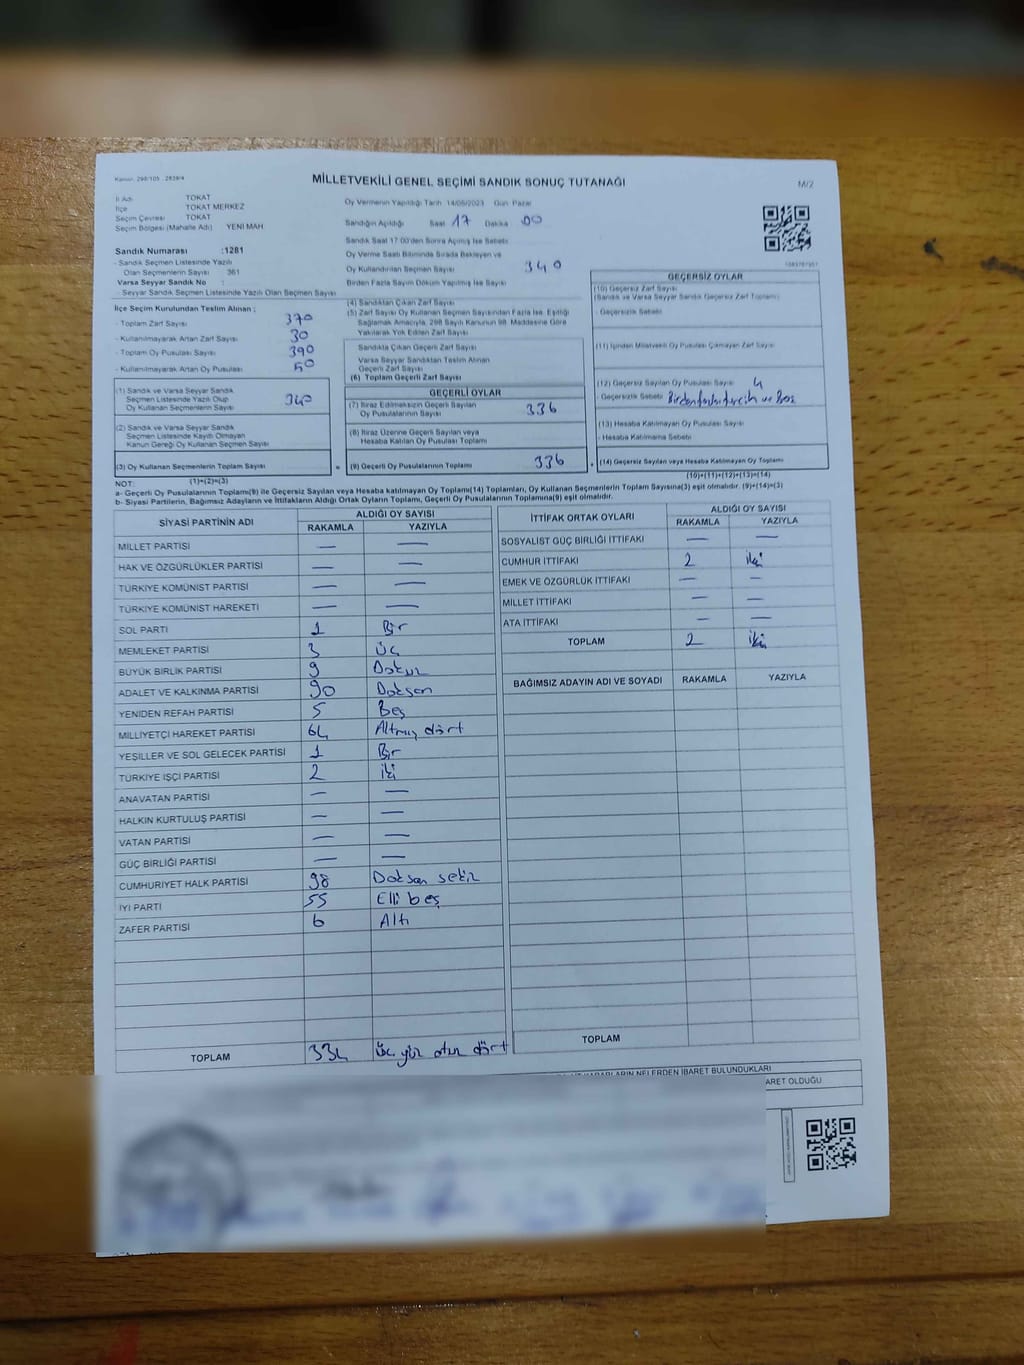 Kanun: 298/105 - 2839/4
MİLLETVEKİLİ GENEL SEÇİMİ SANDIK SONUÇ TUTANAĞI
M/2
İl Adı TOKAT
İlçe TOKAT MERKEZ
Seçim Çevresi TOKAT
Seçim Bölgesi (Mahalle Adı) YENİ MAH
Oy Vermenin Yapıldığı Tarih 14/05/2023 Gün Pazar
Sandığın Açıldığı Saat 17 Dakika 00
Sandık Numarası :1281
- Sandık Seçmen Listesinde Yazılı
Olan Seçmenlerin Sayısı 361
Varsa Seyyar Sandık No :
- Seyyar Sandık Seçmen Listesinde Yazılı Olan Seçmen Sayısı
Sandık Saat 17:00'den Sonra Açılmış İse Sebebi
Oy Verme Saati Bitiminde Sırada Bekleyen ve
Oy Kullandırılan Seçmen Sayısı 340
Birden Fazla Sayım Döküm Yapılmış İse Sayısı
İlçe Seçim Kurulundan Teslim Alınan ;
- Toplam Zarf Sayısı 370
- Kullanılmayarak Artan Zarf Sayısı 30
- Toplam Oy Pusulası Sayısı 390
- Kullanılmayarak Artan Oy Pusulası 50
(4) Sandıktan Çıkan Zarf Sayısı
(5) Zarf Sayısı Oy Kullanan Seçmen Sayısından Fazla İse, Eşitliği
Sağlamak Amacıyla, 298 Sayılı Kanunun 98. Maddesine Göre
Yakılarak Yok Edilen Zarf Sayısı
Sandıkta Çıkan Geçerli Zarf Sayısı
Varsa Seyyar Sandıktan Teslim Alınan
Geçerli Zarf Sayısı
(6) Toplam Geçerli Zarf Sayısı
(1) Sandık ve Varsa Seyyar Sandık
Seçmen Listesinde Yazılı Olup
Oy Kullanan Seçmenlerin Sayısı 340
(2) Sandık ve Varsa Seyyar Sandık
Seçmen Listesinde Kayıtlı Olmayan
Kanun Gereği Oy Kullanan Seçmen Sayısı
(3) Oy Kullanan Seçmenlerin Toplam Sayısı
(1)+(2)=(3)
GEÇERLİ OYLAR
(7) İtiraz Edilmeksizin Geçerli Sayılan
Oy Pusulalarının Sayısı 336
(8) İtiraz Üzerine Geçerli Sayılan veya
Hesaba Katılan Oy Pusulası Toplamı
= (9) Geçerli Oy Pusulalarının Toplamı 336 +
GEÇERSİZ OYLAR
(10) Geçersiz Zarf Sayısı
(Sandık ve Varsa Seyyar Sandık Geçersiz Zarf Toplamı)
- Geçersizlik Sebebi
(11) İçinden Milletvekili Oy Pusulası Çıkmayan Zarf Sayısı
(12) Geçersiz Sayılan Oy Pusulası Sayısı 4
- Geçersizlik Sebebi ve Boş
(13) Hesaba Katılmayan Oy Pusulası Sayısı
- Hesaba Katılmama Sebebi
(14) Geçersiz Sayılan veya Hesaba Katılmayan Oy Toplamı
(10)+(11)+(12)+(13)=(14)
NOT:
a- Geçerli Oy Pusulalarının Toplamı(9) ile Geçersiz Sayılan veya Hesaba katılmayan Oy Toplamı(14) Toplamları, Oy Kullanan Seçmenlerin Toplam Sayısına(3) eşit olmalıdır. (9)+(14)=(3)
b- Siyasi Partilerin, Bağımsız Adayların ve İttifakların Aldığı Ortak Oyların Toplamı, Geçerli Oy Pusulalarının Toplamına(9) eşit olmalıdır.
SİYASİ PARTİNİN ADI
ALDIĞI OY SAYISI
RAKAMLA YAZIYLA
MİLLET PARTİSI — —
HAK VE ÖZGÜRLÜKLER PARTİSİ — —
TÜRKİYE KOMÜNİST PARTİSİ — —
TÜRKİYE KOMÜNİST HAREKETİ — —
SOL PARTİ 1 Bir
MEMLEKET PARTİSİ 3 Üç
BÜYÜK BİRLİK PARTİSİ 9 Dokuz
ADALET VE KALKINMA PARTİSİ 90 Doksan
YENİDEN REFAH PARTİSİ 5 Beş
MİLLİYETÇİ HAREKET PARTİSİ 64 Altmış dört
YEŞİLLER VE SOL GELECEK PARTİSİ 1 Bir
TÜRKİYE İŞÇİ PARTİSİ 2 İki
ANAVATAN PARTİSİ — —
HALKIN KURTULUŞ PARTİSİ — —
VATAN PARTİSİ — —
GÜÇ BİRLİĞİ PARTİSİ — —
CUMHURİYET HALK PARTİSİ 98 Doksan sekiz
İYİ PARTİ 55 Elli beş
ZAFER PARTİSİ 6 Altı
TOPLAM 334 Üç yüz otuz dört
İTTİFAK ORTAK OYLARI
ALDIĞI OY SAYISI
RAKAMLA YAZIYLA
SOSYALİST GÜÇ BİRLİĞİ İTTİFAKI — —
CUMHUR İTTİFAKI 2 iki
EMEK VE ÖZGÜRLÜK İTTİFAKI — —
MİLLET İTTİFAKI — —
ATA İTTİFAKI — —
TOPLAM 2 iki
BAĞIMSIZ ADAYIN ADI VE SOYADI RAKAMLA YAZIYLA
TOPLAM
KARARLARIN NELERDEN İBARET BULUNDUKLARI
OLDUĞU